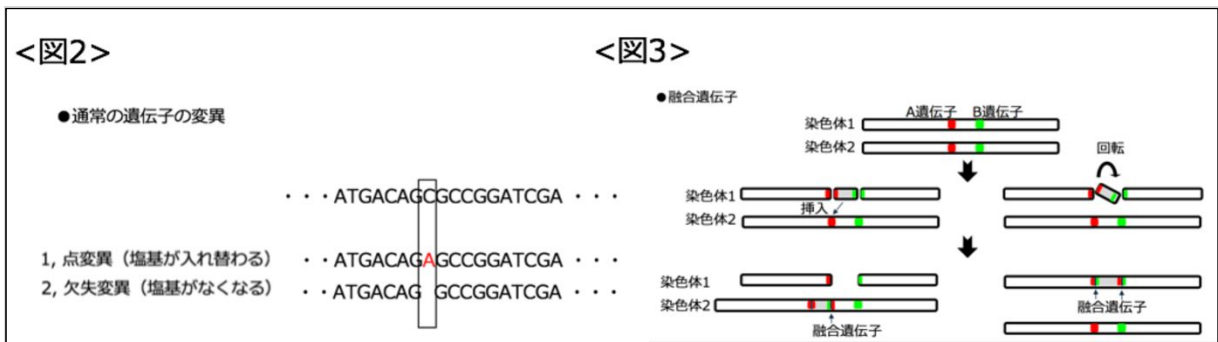 <図2>
●通常の遺伝子の変異
・・・ATGACAGCGCCGGATCGA・・・
1, 点変異（塩基が入れ替わる）　・・ATGACAGAGCCGGATCGA・・・
2, 欠失変異（塩基がなくなる）　・・ATGACAG GCCGGATCGA・・・
<図3>
●融合遺伝子
A遺伝子　B遺伝子
染色体1
染色体2
回転
染色体1
挿入
染色体2
染色体1
染色体2
融合遺伝子
融合遺伝子